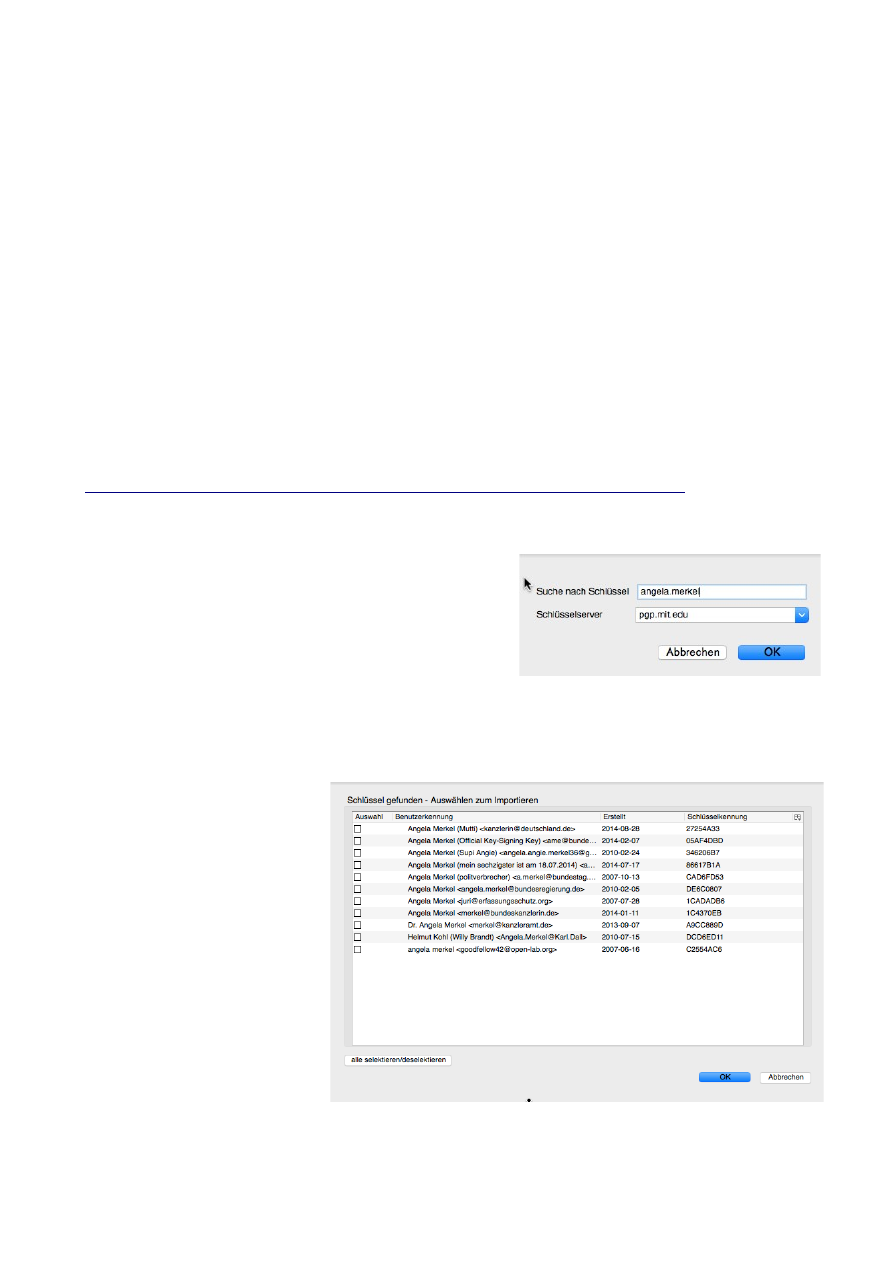 Suche nach Schlüssel angela.merkel
Schlüsselserver pgp.mit.edu
Abbrechen OK
Schlüssel gefunden - Auswählen zum Importieren
Auswahl Benutzerkennung Erstellt Schlüsselkennung
Angela Merkel (Mutti) <kanzlerin@deutschland.de> 2014-08-28 27254A33
Angela Merkel (Official Key-Signing Key) <ame@bunde... 2014-02-07 05AF4DBD
Angela Merkel (Supi Angie) <angela.angie.merkel36@g... 2010-02-24 346206B7
Angela Merkel (mein sechzigster ist am 18.07.2014) <a... 2014-07-17 86617B1A
Angela Merkel (politverbrecher) <a.merkel@bundestag.... 2007-10-13 CAD6FD53
Angela Merkel <angela.merkel@bundesregierung.de> 2010-02-05 DE6C0807
Angela Merkel <juri@erfassungsschutz.org> 2007-07-28 1CADADB6
Angela Merkel <merkel@bundeskanzlerin.de> 2014-01-11 1C4370EB
Dr. Angela Merkel <merkel@kanzleramt.de> 2013-09-07 A9CC889D
Helmut Kohl (Willy Brandt) <Angela.Merkel@Karl.Dall> 2010-07-15 DCD6ED11
angela merkel <goodfellow42@open-lab.org> 2007-06-16 C2554AC6
alle selektieren/deselektieren
OK Abbrechen